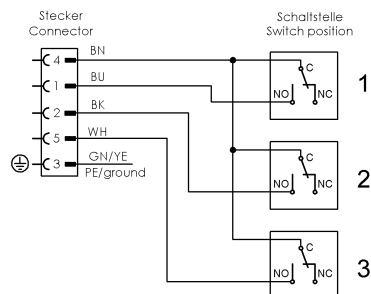 Stecker
Connector
Schaltstelle
Switch position
4 BN
1 BU
2 BK
5 WH
3 GN/YE
PE/ground
C
NO NC
1
C
NO NC
2
C
NO NC
3